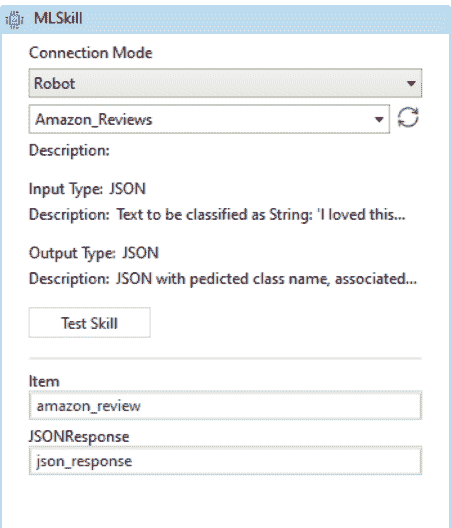 MLSkill
Connection Mode
Robot
Amazon_Reviews
Description:
Input Type: JSON
Description: Text to be classified as String: 'I loved this...
Output Type: JSON
Description: JSON with pedicted class name, associated...
Test Skill
Item
amazon_review
JSONResponse
json_response